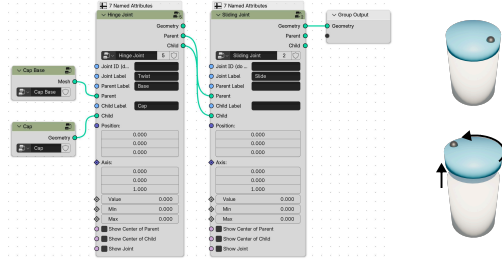 7 Named Attributes
Hinge Joint
Geometry
Parent
Child
Hinge Joint 5
Joint ID (d...
Joint Label Twist
Parent Label Base
Parent
Child Label Cap
Child
Position:
0.000
0.000
0.000
Axis:
0.000
0.000
1.000
Value 0.000
Min 0.000
Max 0.000
Show Center of Parent
Show Center of Child
Show Joint
7 Named Attributes
Sliding Joint
Geometry
Parent
Child
Sliding Joint 2
Joint ID (de...
Joint Label Slide
Parent Label
Parent
Child Label
Child
Position:
0.000
0.000
0.000
Axis:
0.000
0.000
1.000
Value 0.000
Min 0.000
Max 0.000
Show Center of Parent
Show Center of Child
Show Joint
Group Output
Geometry
Cap Base
Mesh
Cap Base
Cap
Geometry
Cap